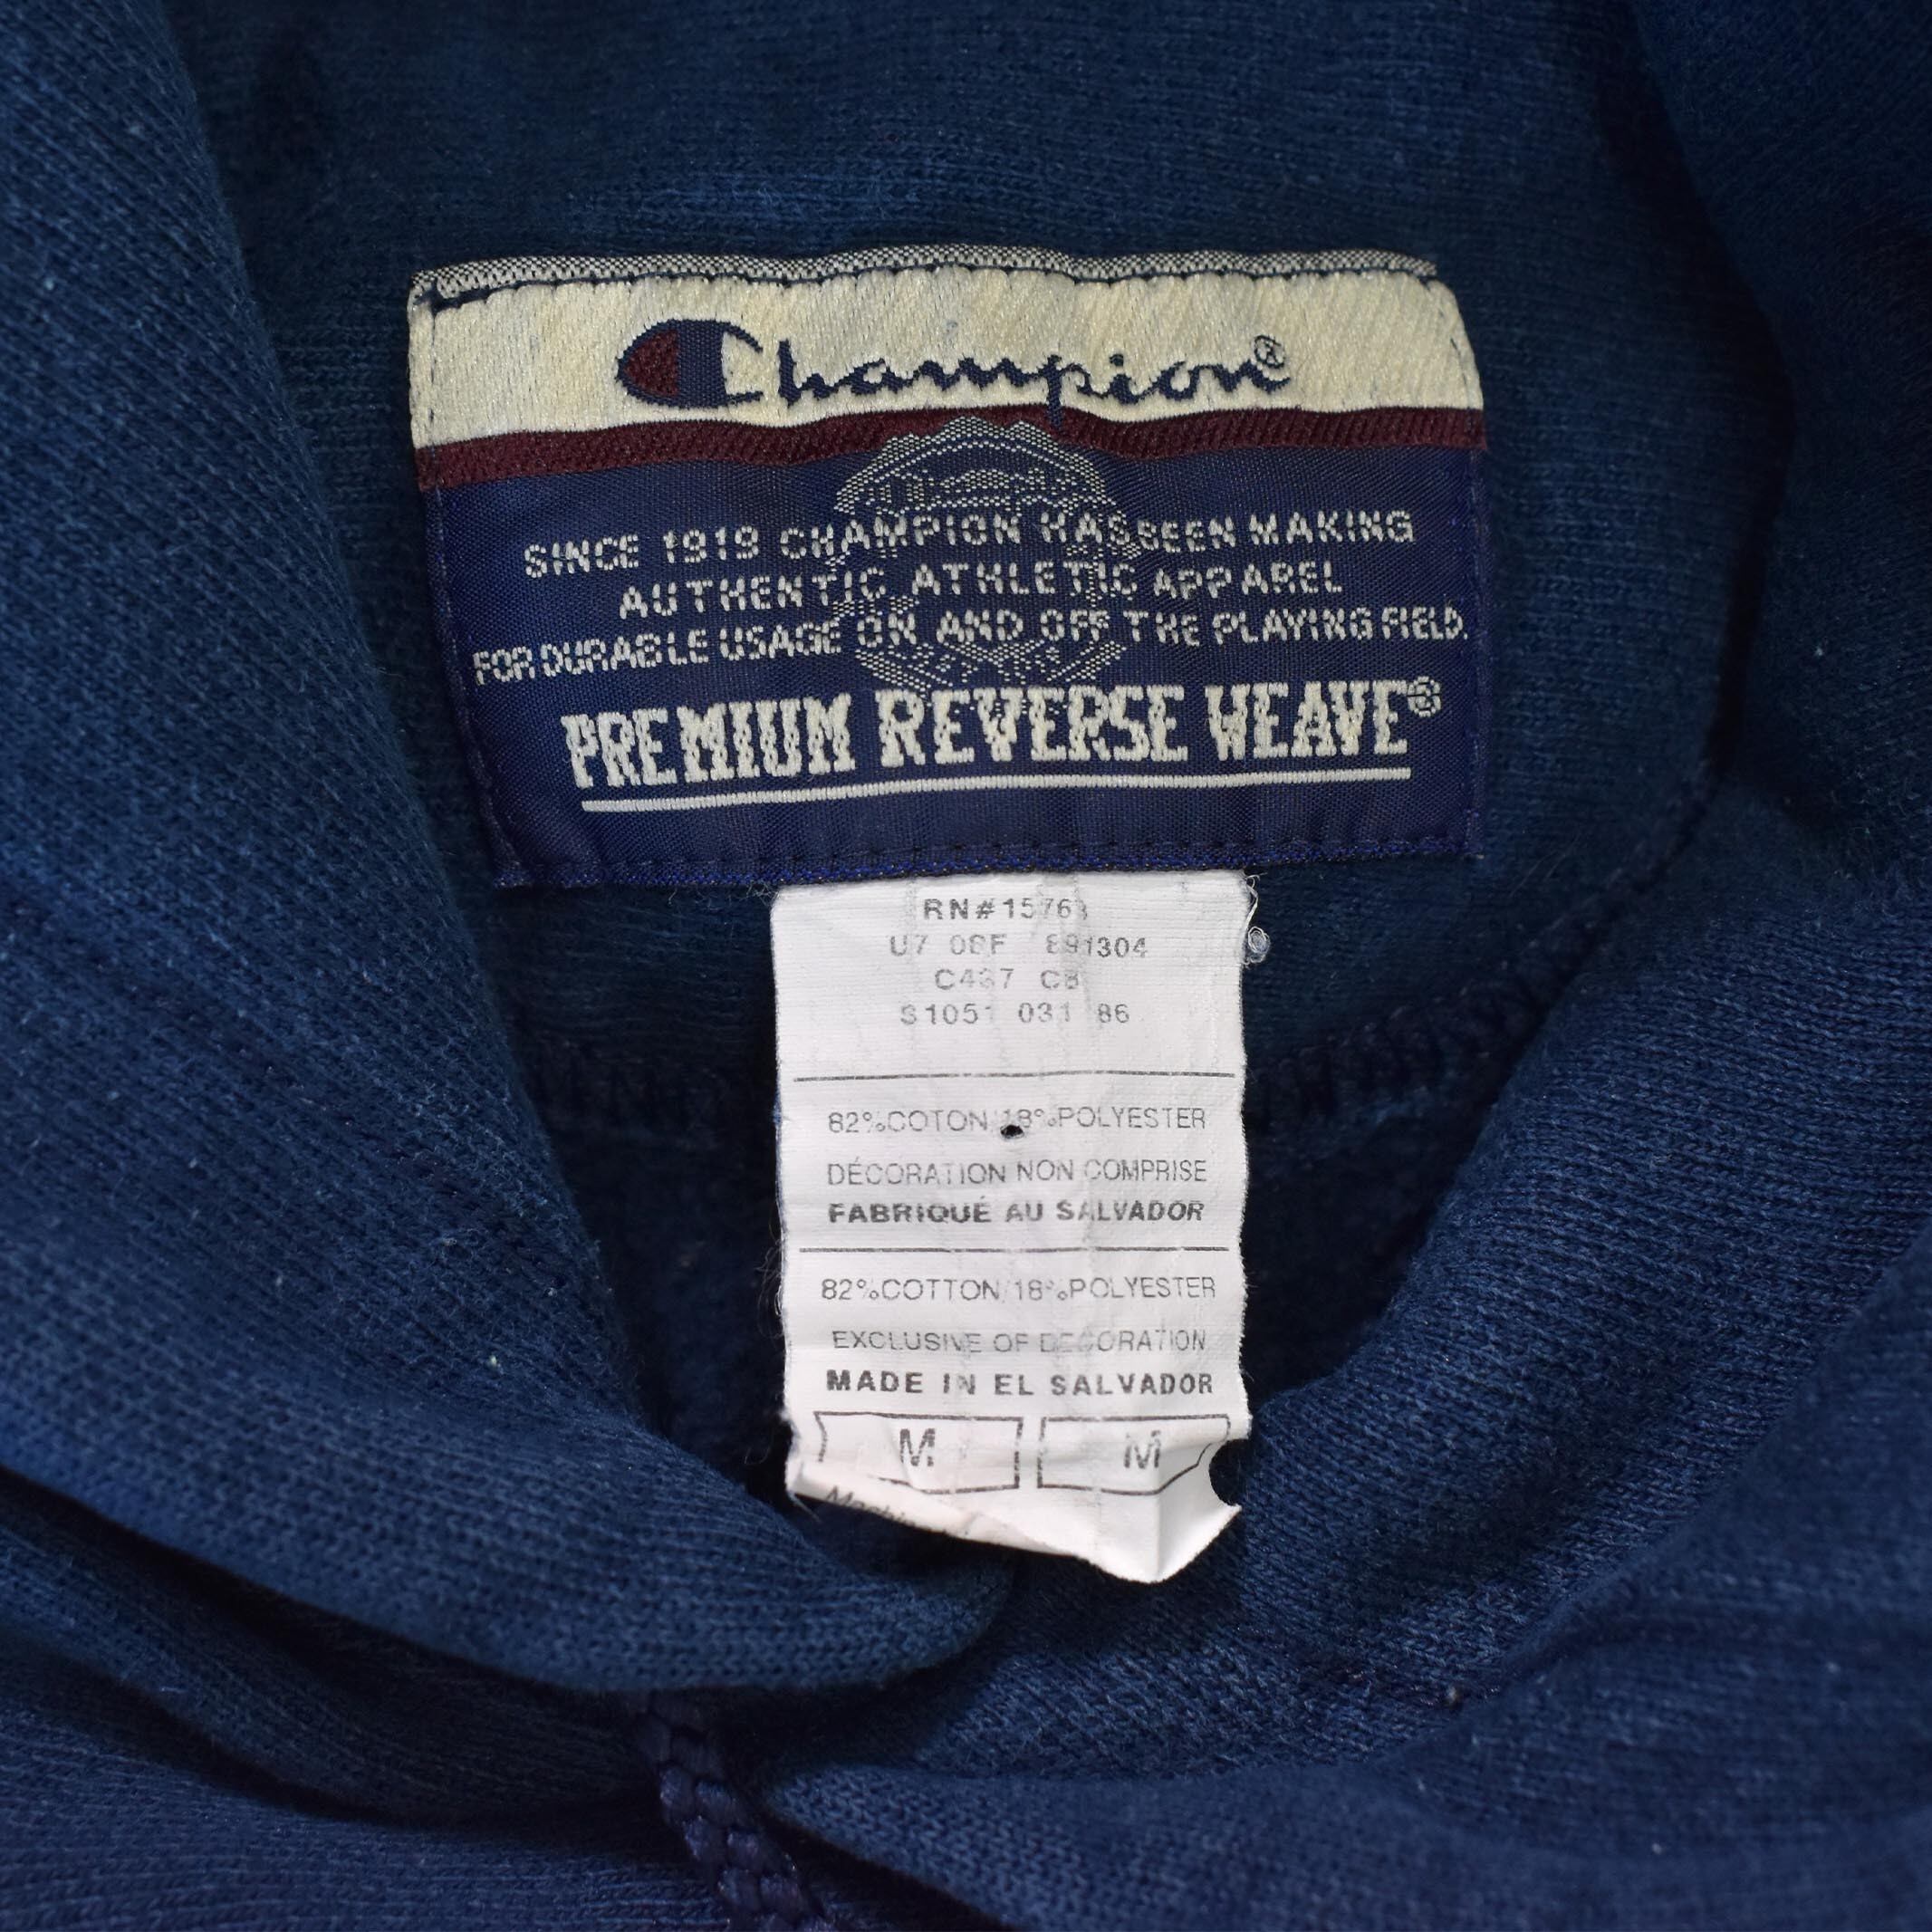 Champion®
SINCE 1919 CHAMPION HAS BEEN MAKING
AUTHENTIC ATHLETIC APPAREL
FOR DURABLE USAGE ON AND OFF THE PLAYING FIELD.
PREMIUM REVERSE WEAVE®
RN#15763
U7 08F 891304
C437 C8
S1051 031 86
82%COTON/18%POLYESTER
DÉCORATION NON COMPRISE
FABRIQUÉ AU SALVADOR
82%COTTON/18%POLYESTER
EXCLUSIVE OF DECORATION
MADE IN EL SALVADOR
M M